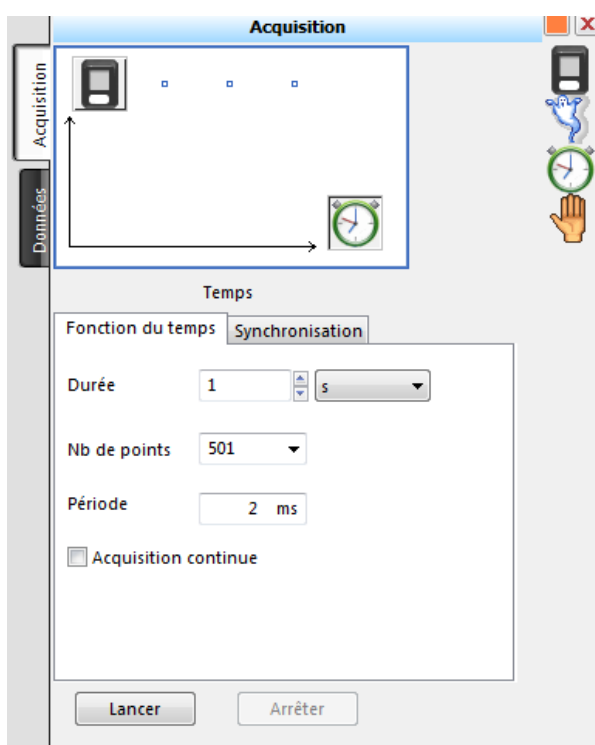 Acquisition
Acquisition
Données
Temps
Fonction du temps Synchronisation
Durée 1 s
Nb de points 501
Période 2 ms
Acquisition continue
Lancer Arrêter